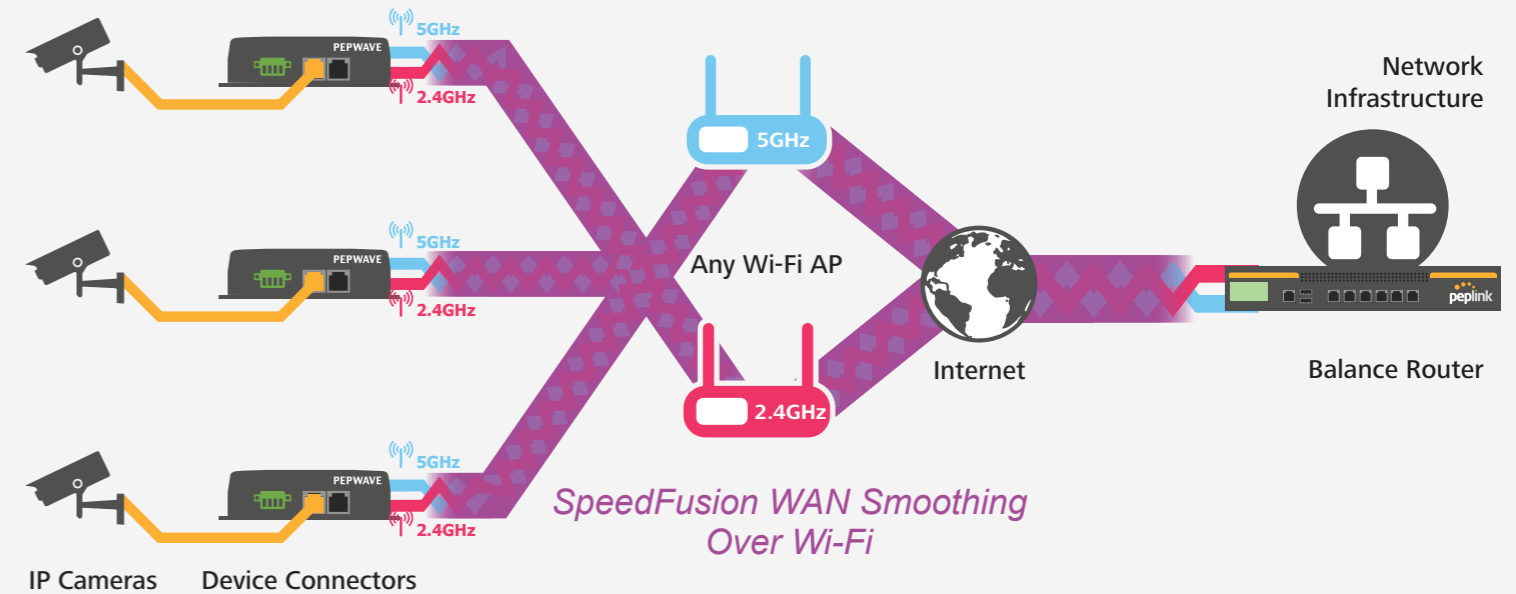 5GHz
PEPWAVE
2.4GHz
5GHz
Network
Infrastructure
5GHz
PEPWAVE
2.4GHz
Any Wi-Fi AP
peplink
Internet
Balance Router
2.4GHz
5GHz
PEPWAVE
2.4GHz
SpeedFusion WAN Smoothing
Over Wi-Fi
IP Cameras
Device Connectors